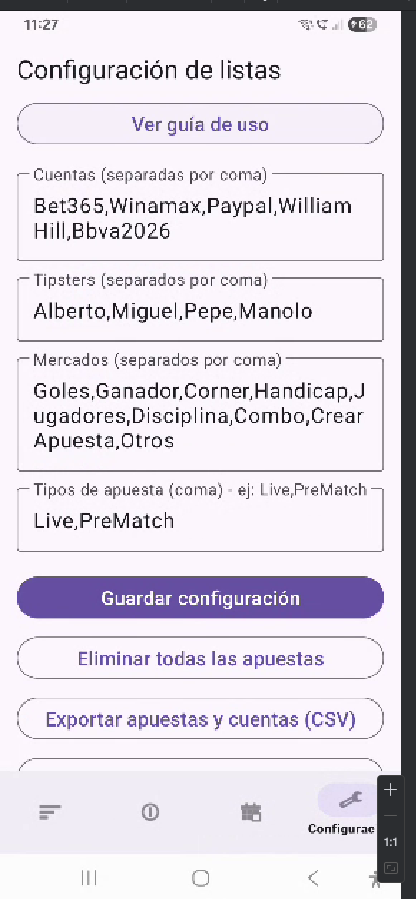 11:27
62
Configuración de listas
Ver guía de uso
Cuentas (separadas por coma)
Bet365,Winamax,Paypal,William
Hill,Bbva2026
Tipsters (separados por coma)
Alberto,Miguel,Pepe,Manolo
Mercados (separados por coma)
Goles,Ganador,Corner,Handicap,J
ugadores,Disciplina,Combo,Crear
Apuesta,Otros
Tipos de apuesta (coma) - ej: Live,PreMatch
Live,PreMatch
Guardar configuración
Eliminar todas las apuestas
Exportar apuestas y cuentas (CSV)
Configurac
1:1